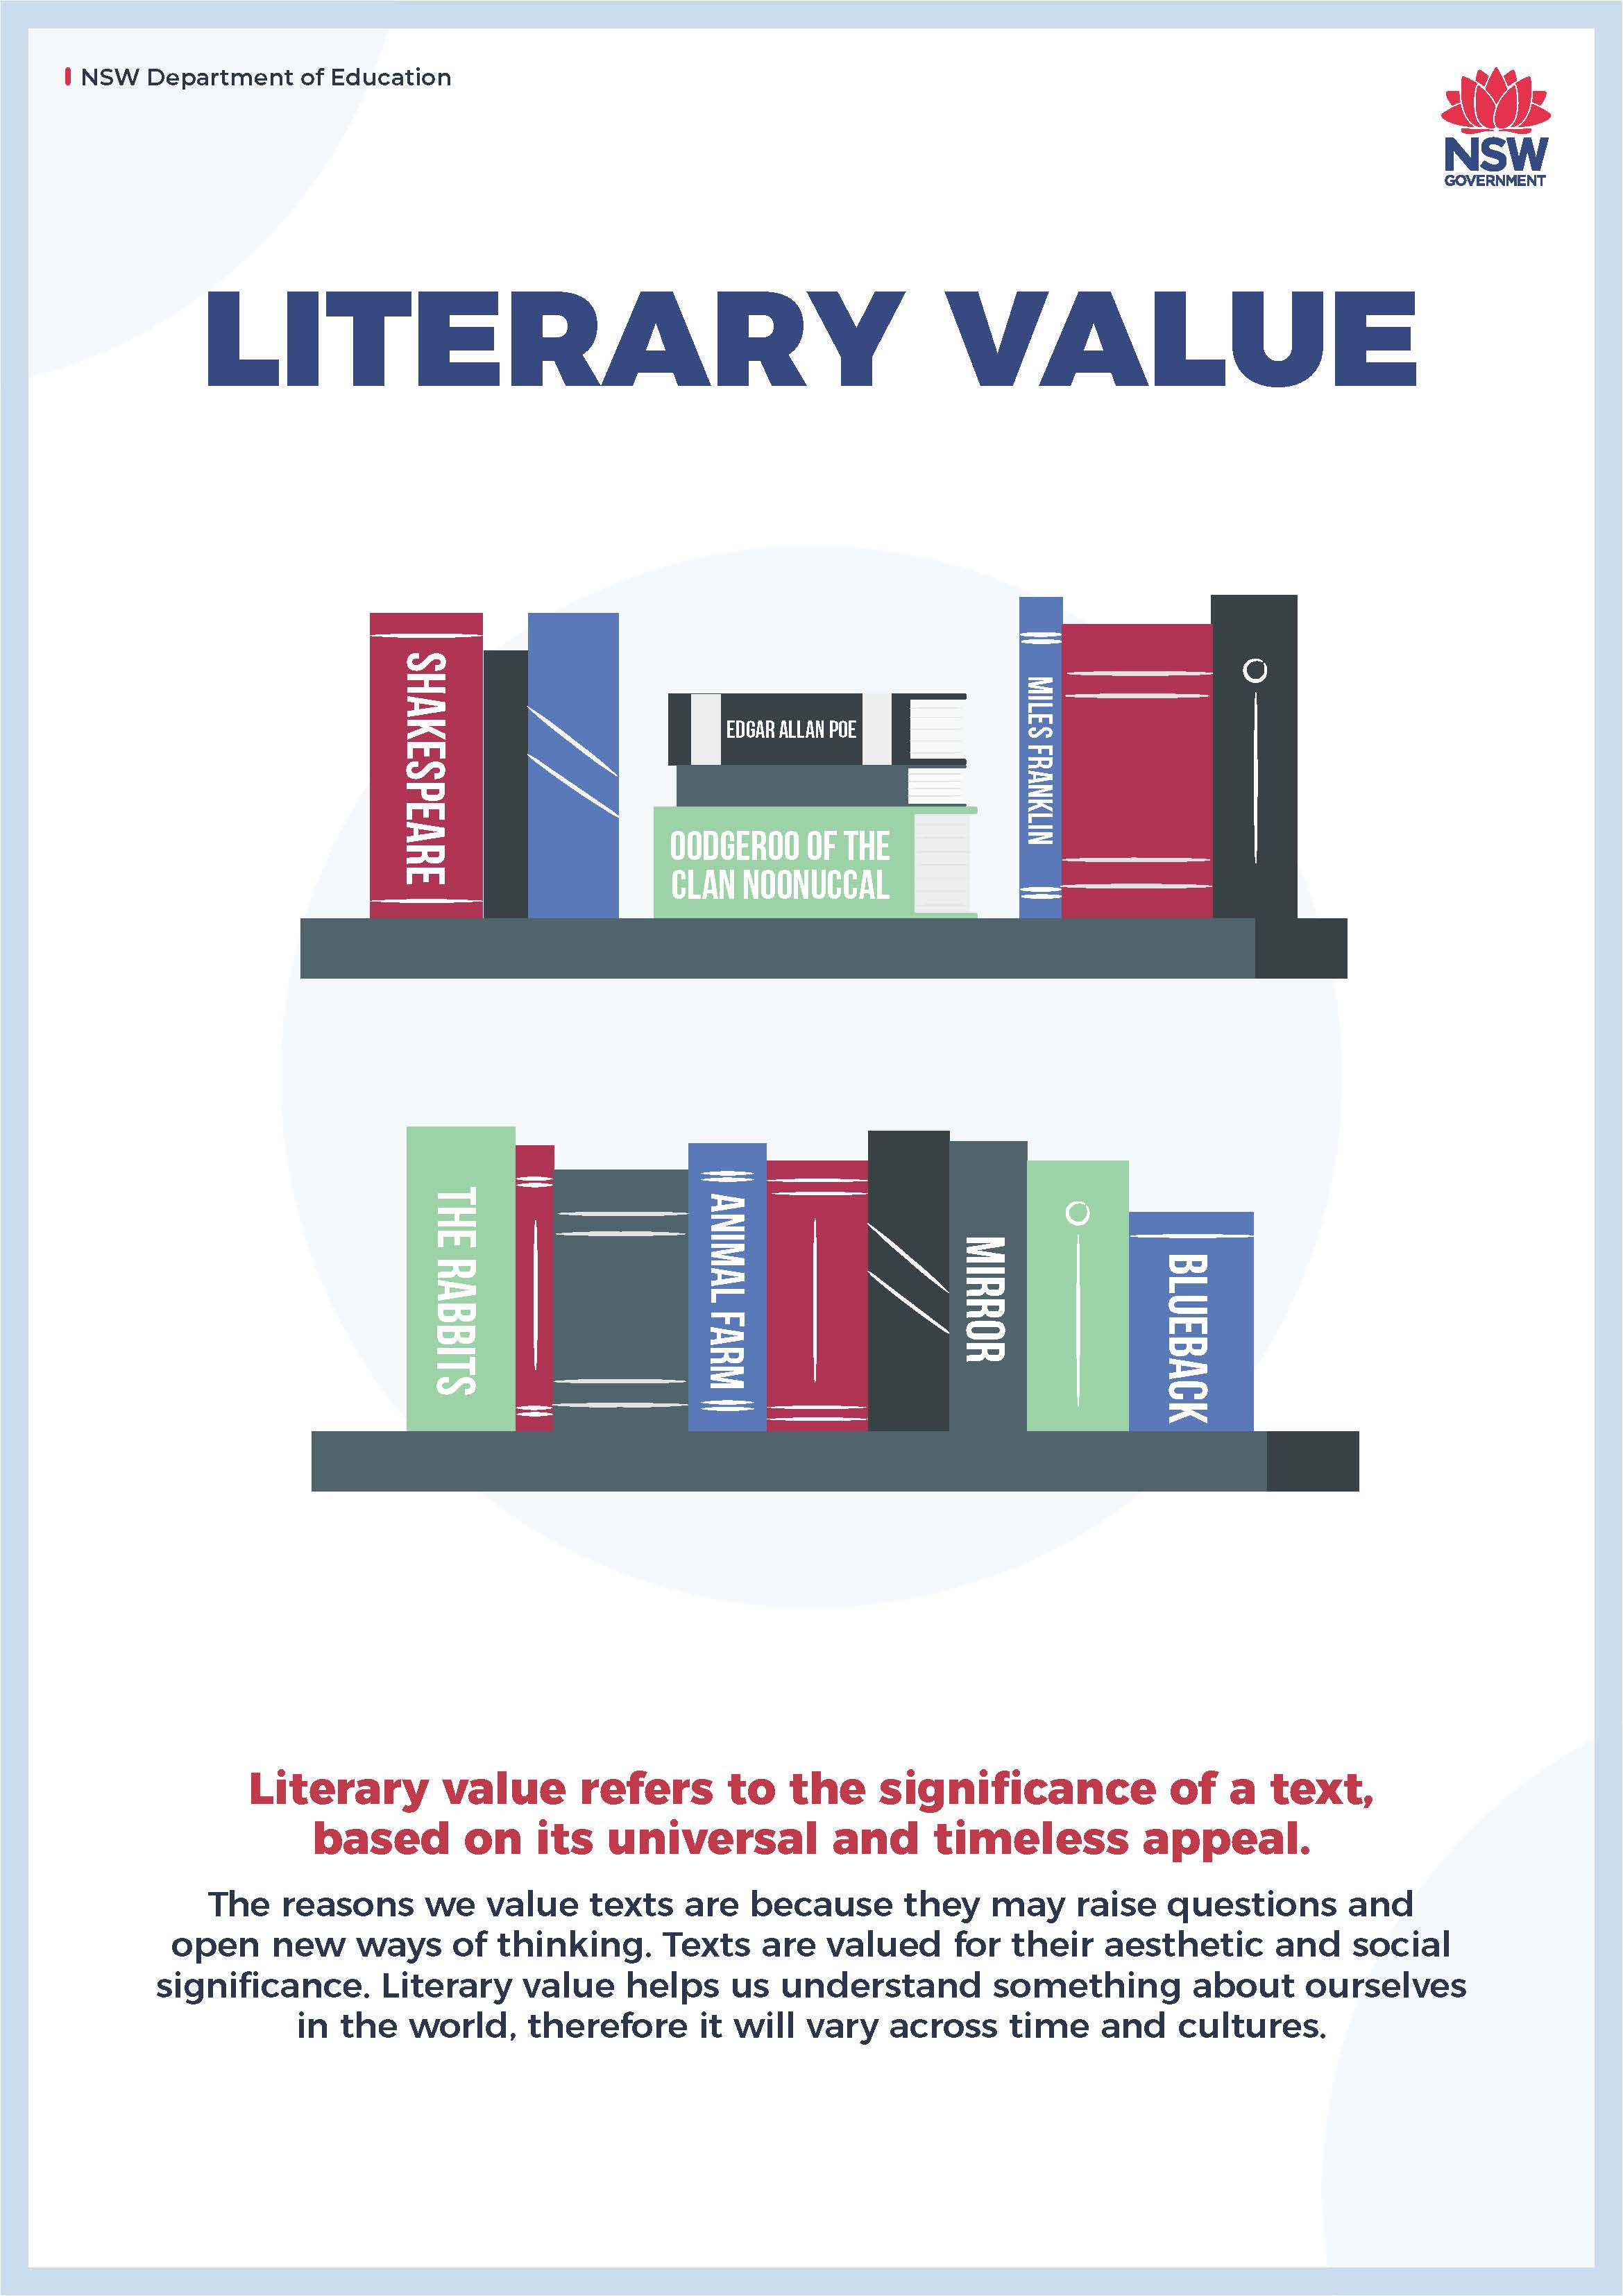 NSW Department of Education
NSW
GOVERNMENT
LITERARY VALUE
SHAKESPEARE
EDGAR ALLAN POE
OODGEROO OF THE
CLAN NOONUCCAL
MILES FRANKLIN
THE RABBITS
ANIMAL FARM
MIRROR
BLUEBACK
Literary value refers to the significance of a text,
based on its universal and timeless appeal.
The reasons we value texts are because they may raise questions and
open new ways of thinking. Texts are valued for their aesthetic and social
significance. Literary value helps us understand something about ourselves
in the world, therefore it will vary across time and cultures.